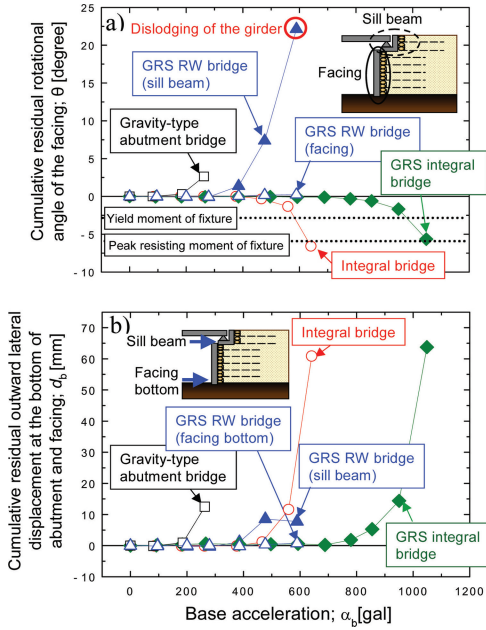 a)
Dislodging of the girder
Sill beam
Facing
GRS RW bridge
(sill beam)
Gravity-type
abutment bridge
GRS RW bridge
(facing)
GRS integral
bridge
Yield moment of fixture
Peak resisting moment of fixture
Integral bridge
Cumulative residual rotational
angle of the facing; θ [degree]
25
20
15
10
5
0
-5
-10
b)
Sill beam
Facing
bottom
Integral bridge
GRS RW bridge
(facing bottom)
GRS RW bridge
(sill beam)
Gravity-type
abutment bridge
GRS integral
bridge
Cumulative residual outward lateral
displacement at the bottom of
abutment and facing; d_b [mm]
70
60
50
40
30
20
10
0
-10
0 200 400 600 800 1000 1200
Base acceleration; α_b[gal]